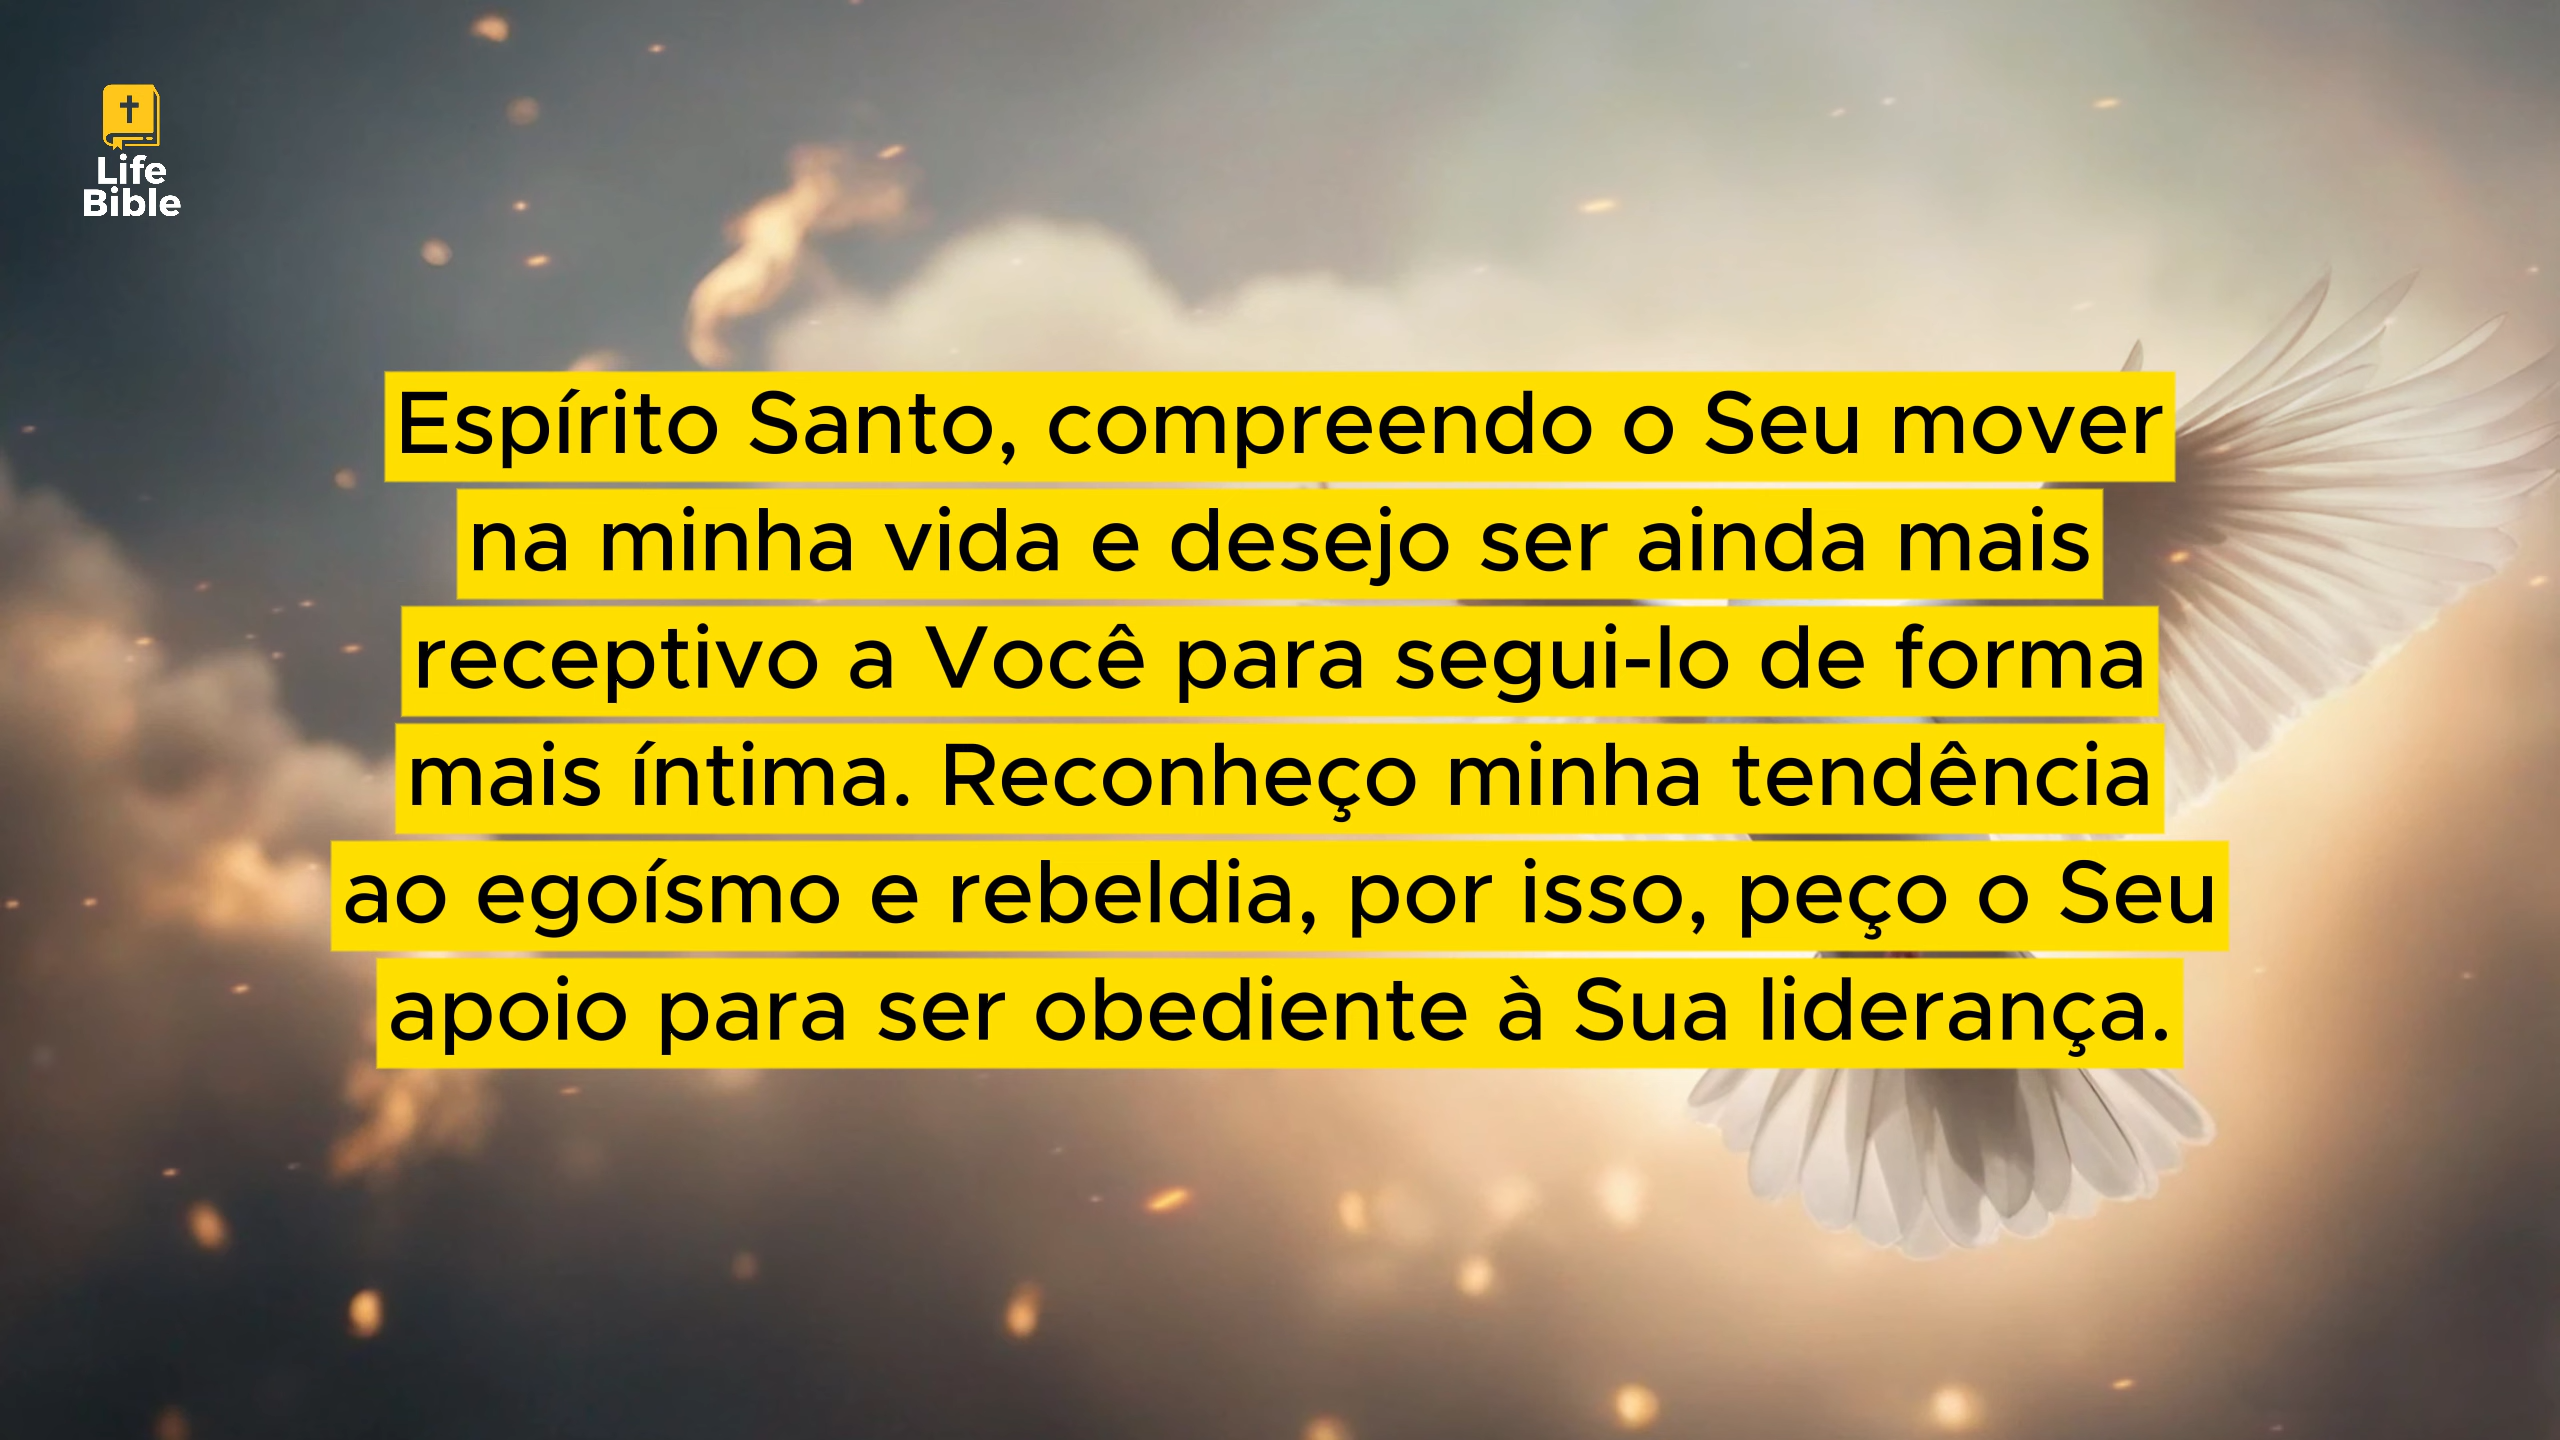 Life
Bible
Espírito Santo, compreendo o Seu mover
na minha vida e desejo ser ainda mais
receptivo a Você para segui-lo de forma
mais íntima. Reconheço minha tendência
ao egoísmo e rebeldia, por isso, peço o Seu
apoio para ser obediente à Sua liderança.